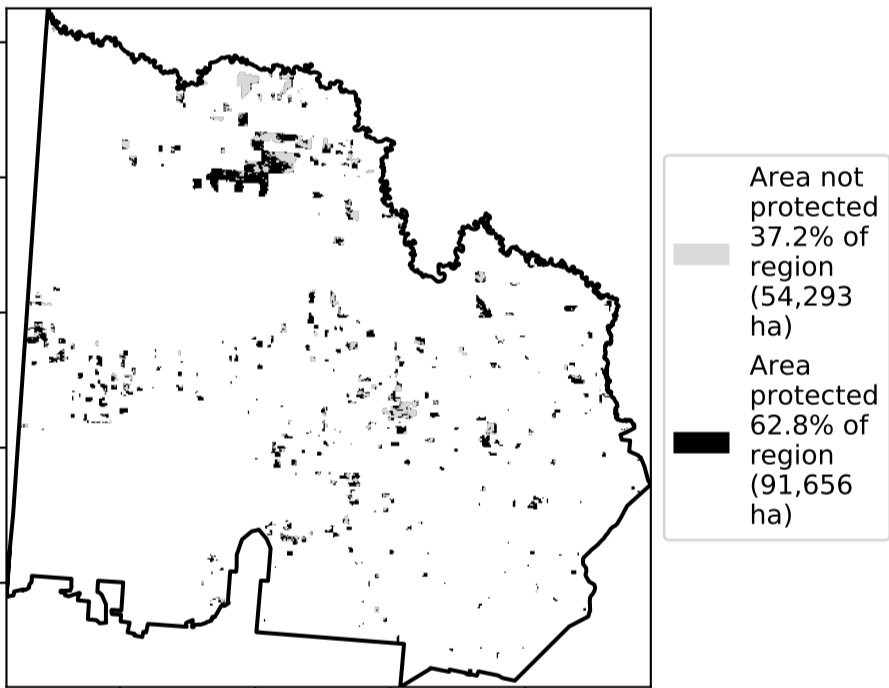 Area not
protected
37.2% of
region
(54,293
ha)
Area
protected
62.8% of
region
(91,656
ha)